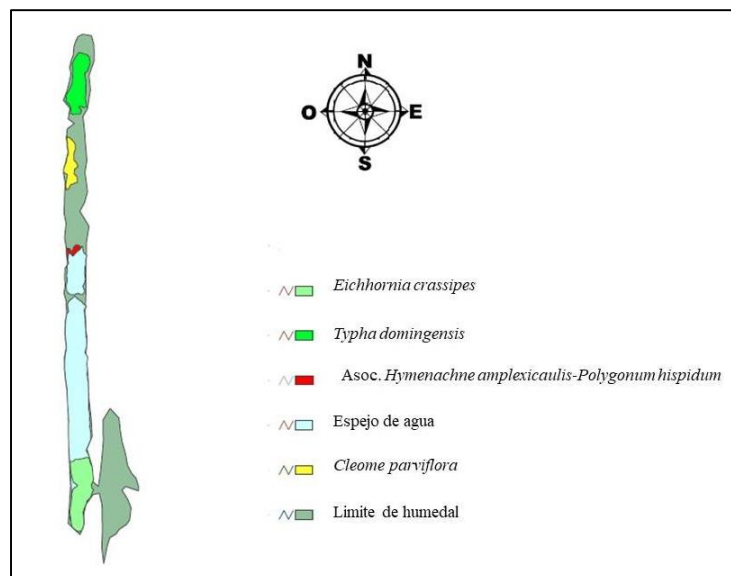 N
O E
S
Eichhornia crassipes
Typha domingensis
Asoc. Hymenachne amplexicaulis-Polygonum hispidum
Espejo de agua
Cleome parviflora
Limite de humedal